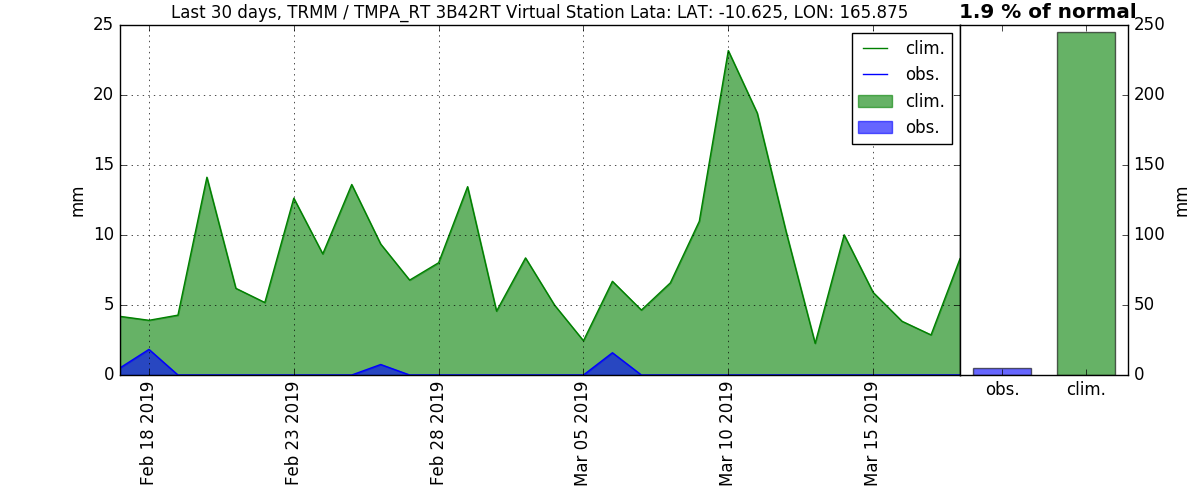 Last 30 days, TRMM / TMPA_RT 3B42RT Virtual Station Lata: LAT: -10.625, LON: 165.875
1.9 % of normal
25
20
15
10
5
0
mm
clim.
obs.
clim.
obs.
250
200
150
100
50
0
mm
obs.
clim.
Feb 18 2019
Feb 23 2019
Feb 28 2019
Mar 05 2019
Mar 10 2019
Mar 15 2019